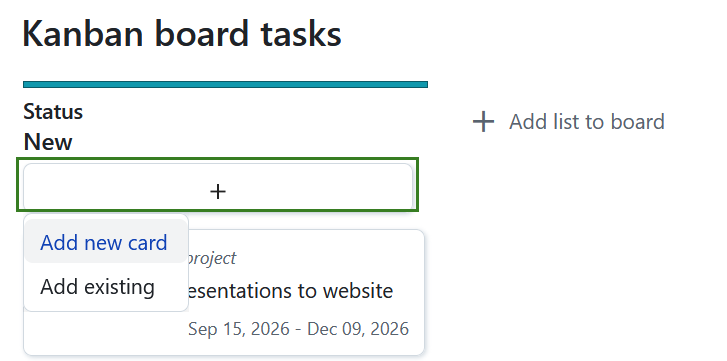 Kanban board tasks
Status
New
+ Add list to board
+
Add new card
Add existing
project
esentations to website
Sep 15, 2026 - Dec 09, 2026